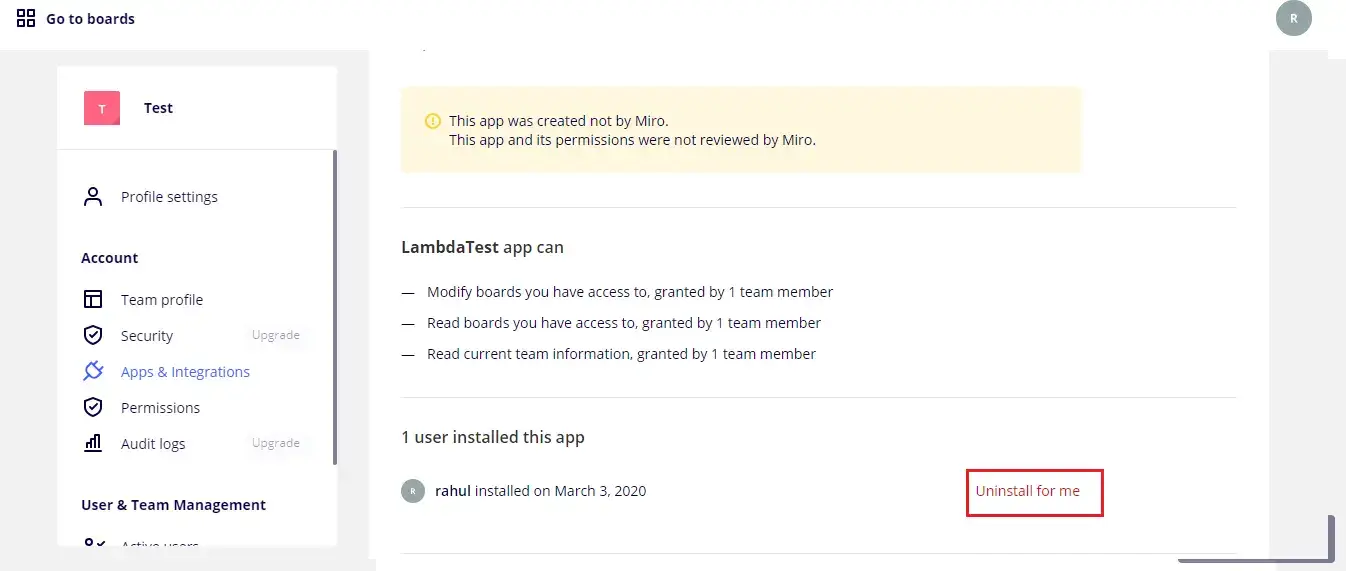 Go to boards
R
T
Test
Profile settings
Account
Team profile
Security Upgrade
Apps & Integrations
Permissions
Audit logs Upgrade
User & Team Management
Active users
This app was created not by Miro.
This app and its permissions were not reviewed by Miro.
LambdaTest app can
— Modify boards you have access to, granted by 1 team member
— Read boards you have access to, granted by 1 team member
— Read current team information, granted by 1 team member
1 user installed this app
R rahul installed on March 3, 2020
Uninstall for me